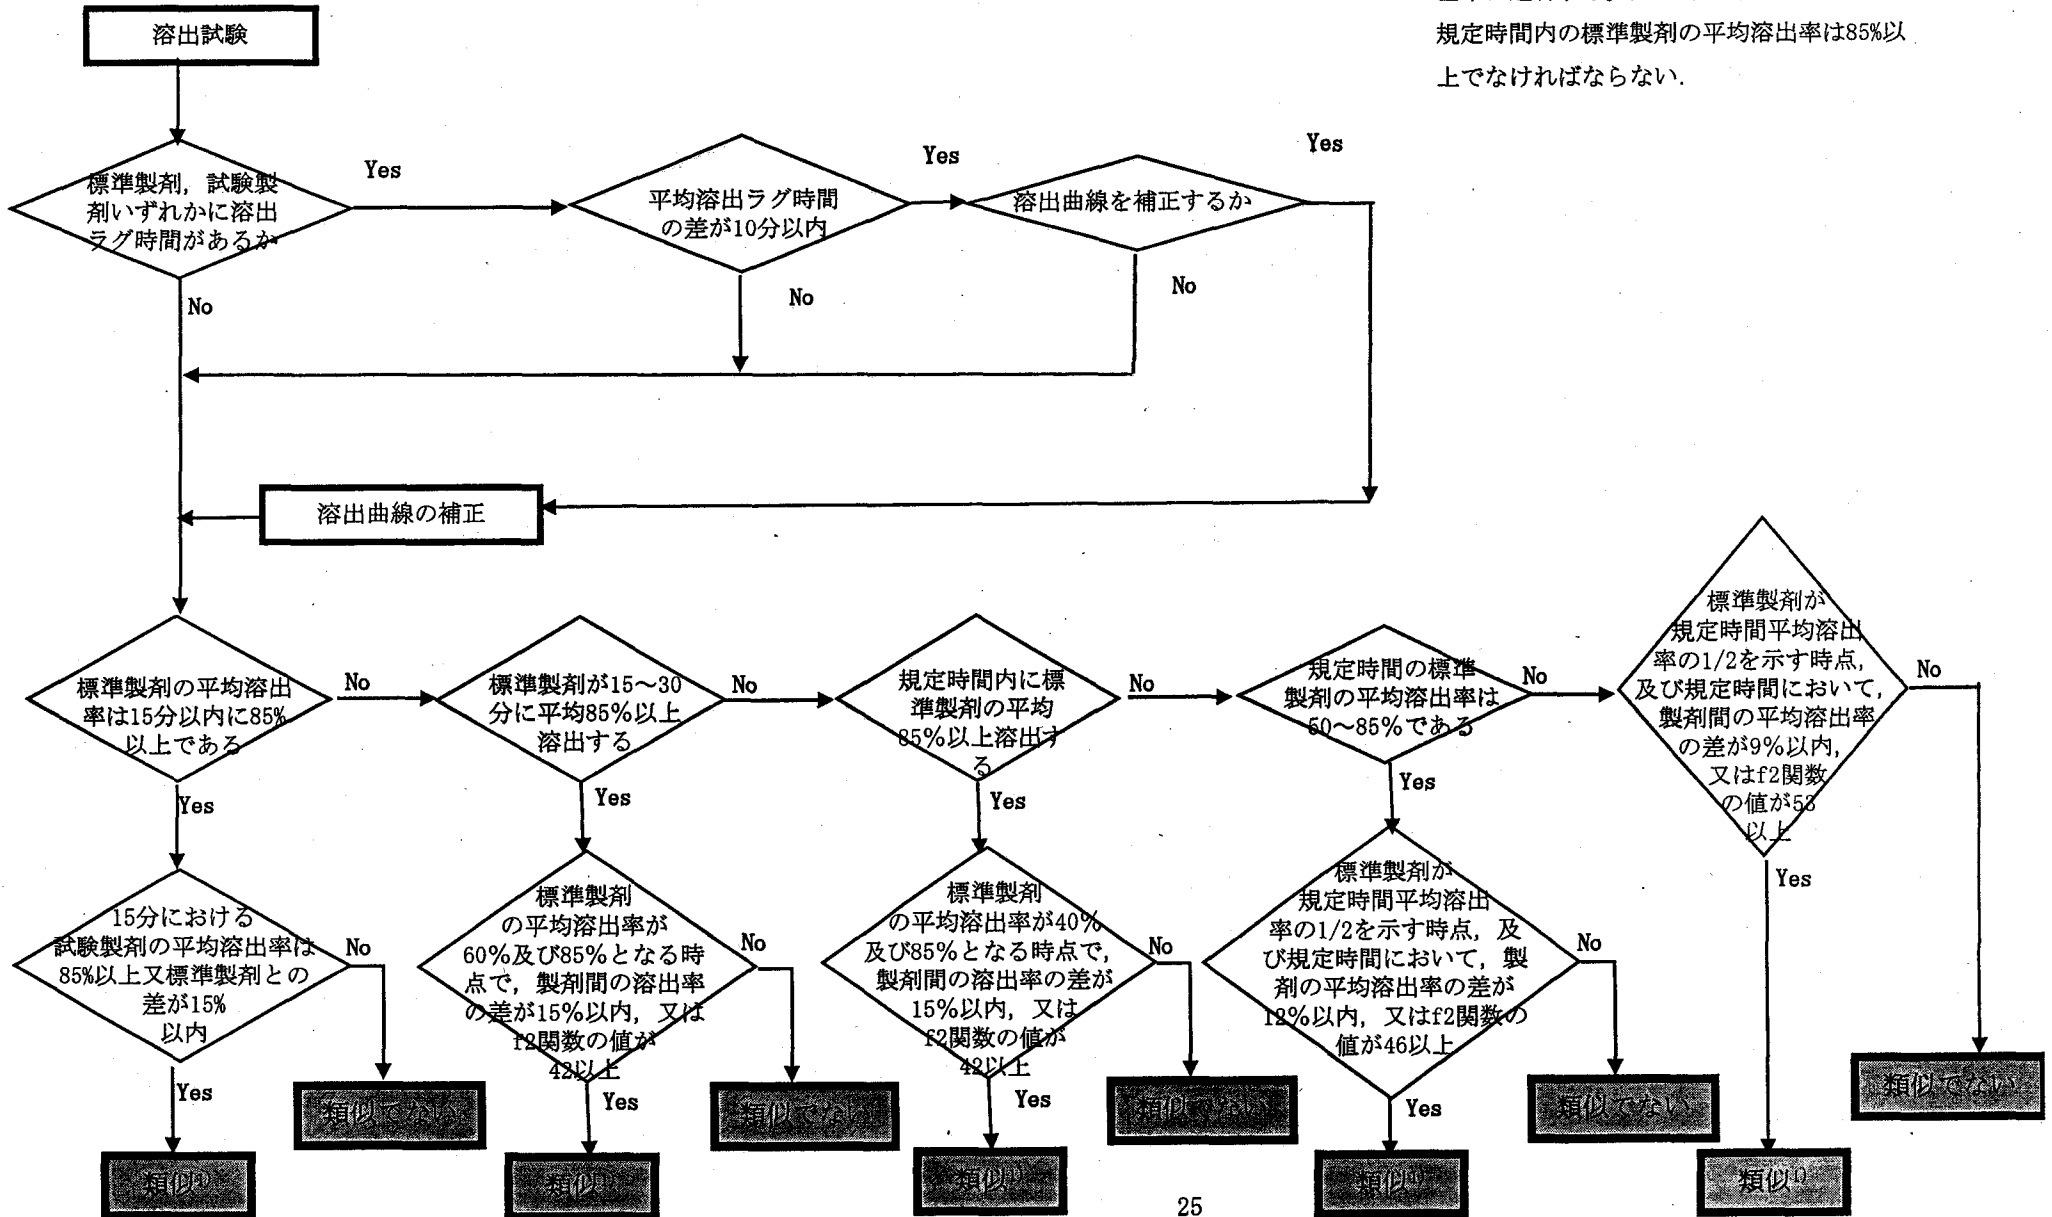 溶出試験
規定時間内の標準製剤の平均溶出率は85%以
上でなければならない.
標準製剤, 試験製
剤いずれかに溶出
ラグ時間があるか
Yes
平均溶出ラグ時間
の差が10分以内
Yes
溶出曲線を補正するか
Yes
No
No
No
溶出曲線の補正
標準製剤の平均溶出
率は15分以内に85%
以上である
No
標準製剤が15～30
分に平均85%以上
溶出する
No
規定時間内に標
準製剤の平均
85%以上溶出す
る
No
規定時間の標準
製剤の平均溶出率は
50～85%である
No
標準製剤が
規定時間平均溶出
率の1/2を示す時点,
及び規定時間において,
製剤間の平均溶出率
の差が9%以内,
又はf2関数
の値が53
以上
No
Yes
Yes
Yes
Yes
Yes
15分における
試験製剤の平均溶出率は
85%以上又標準製剤との
差が15%
以内
No
標準製剤
の平均溶出率が
60%及び85%となる時
点で, 製剤間の溶出率
の差が15%以内, 又は
f2関数の値が
42以上
No
標準製剤
の平均溶出率が40%
及び85%となる時点で,
製剤間の溶出率の差が
15%以内, 又は
f2関数の値が
42以上
No
標準製剤が
規定時間平均溶出
率の1/2を示す時点, 及
び規定時間において, 製
剤の平均溶出率の差が
12%以内, 又はf2関数の
値が46以上
No
Yes
Yes
Yes
Yes
類似でない
類似でない
類似でない
類似でない
類似でない
類似1)
類似1)
類似1)
類似1)
類似1)
25